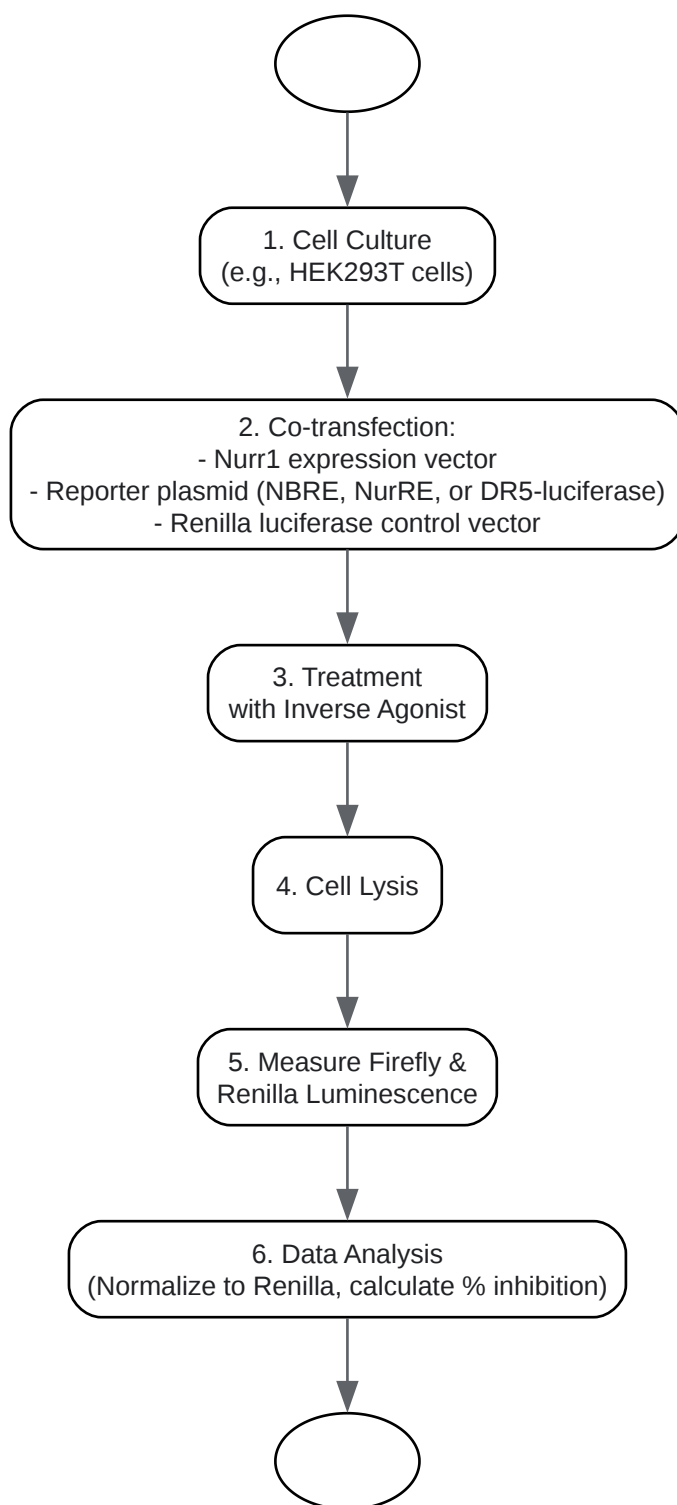 1. Cell Culture
(e.g., HEK293T cells)
2. Co-transfection:
- Nurr1 expression vector
- Reporter plasmid (NBRE, NurRE, or DR5-luciferase)
- Renilla luciferase control vector
3. Treatment
with Inverse Agonist
4. Cell Lysis
5. Measure Firefly &
Renilla Luminescence
6. Data Analysis
(Normalize to Renilla, calculate % inhibition)